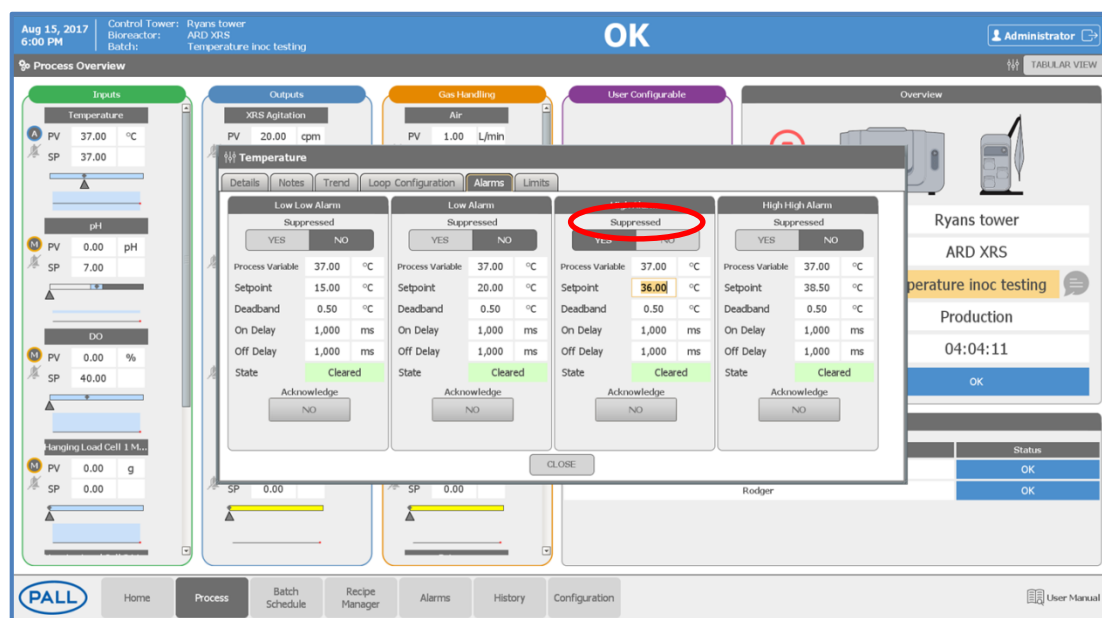 Aug 15, 2017
6:00 PM
Control Tower: Ryans tower
Bioreactor: ARD XRS
Batch: Temperature inoc testing
OK
Administrator
Process Overview
TABULAR VIEW
Inputs
Outputs
Gas Handling
User Configurable
Overview
Temperature
XRS Agitation
Air
A PV 37.00 °C
PV 20.00 cpm
PV 1.00 L/min
SP 37.00
pH
M PV 0.00 pH
SP 7.00
DO
M PV 0.00 %
SP 40.00
Hanging Load Cell 1 M...
M PV 0.00 g
SP 0.00
SP 0.00
SP 0.00
Temperature
Details Notes Trend Loop Configuration Alarms Limits
Low Low Alarm
Suppressed
YES NO
Process Variable 37.00 °C
Setpoint 15.00 °C
Deadband 0.50 °C
On Delay 1,000 ms
Off Delay 1,000 ms
State Cleared
Acknowledge
NO
Low Alarm
Suppressed
YES NO
Process Variable 37.00 °C
Setpoint 20.00 °C
Deadband 0.50 °C
On Delay 1,000 ms
Off Delay 1,000 ms
State Cleared
Acknowledge
NO
Suppressed
YES NO
Process Variable 37.00 °C
Setpoint 36.00 °C
Deadband 0.50 °C
On Delay 1,000 ms
Off Delay 1,000 ms
State Cleared
Acknowledge
NO
High High Alarm
Suppressed
YES NO
Process Variable 37.00 °C
Setpoint 38.50 °C
Deadband 0.50 °C
On Delay 1,000 ms
Off Delay 1,000 ms
State Cleared
Acknowledge
NO
CLOSE
Ryans tower
ARD XRS
perature inoc testing
Production
04:04:11
OK
Status
OK
Rodger OK
PALL
Home
Process
Batch
Schedule
Recipe
Manager
Alarms
History
Configuration
User Manual